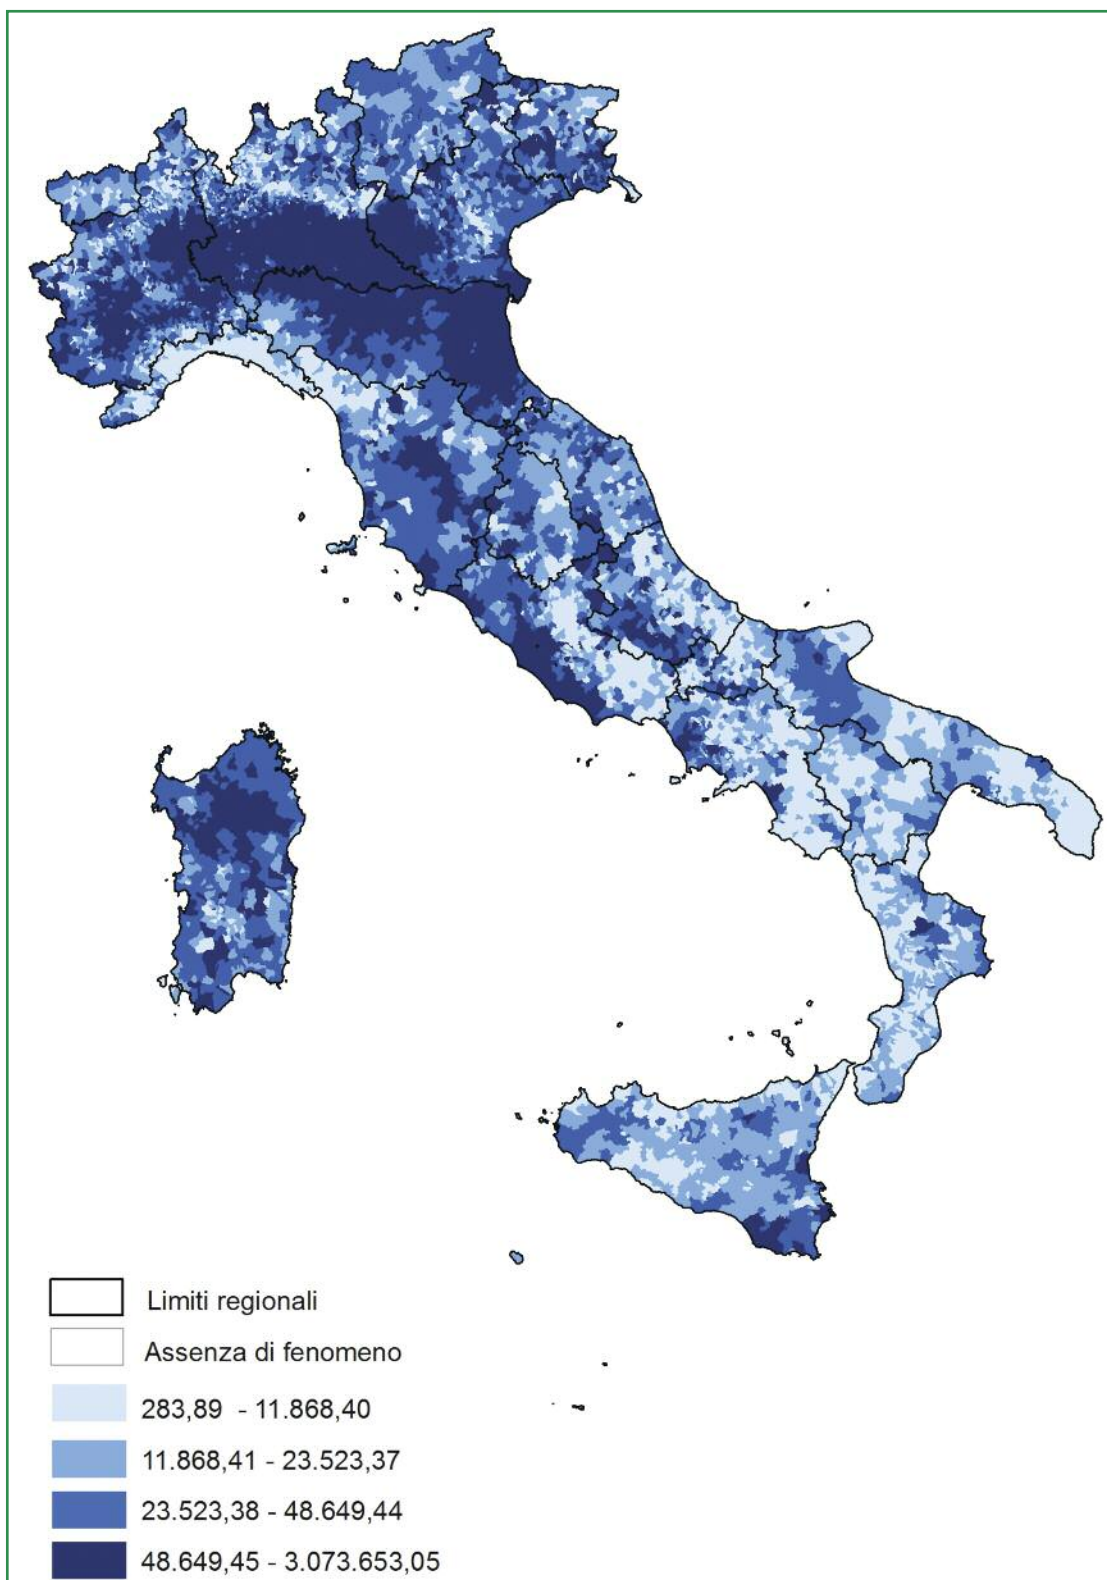 Limiti regionali
Assenza di fenomeno
283,89 - 11.868,40
11.868,41 - 23.523,37
23.523,38 - 48.649,44
48.649,45 - 3.073.653,05